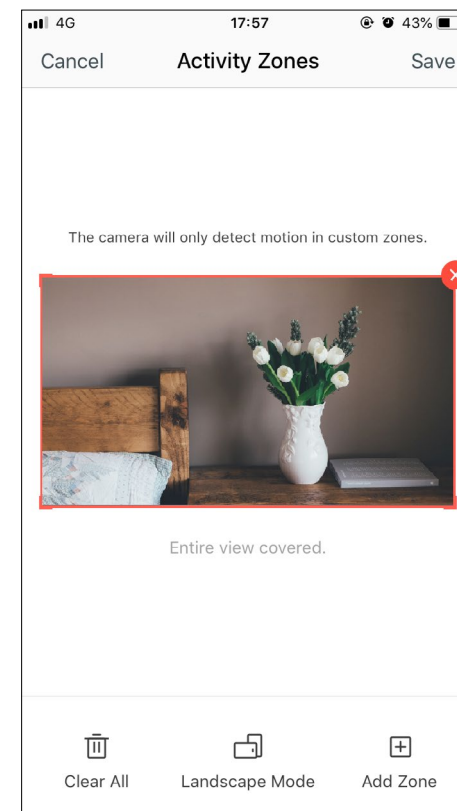 4G 17:57 43%
Cancel Activity Zones Save
The camera will only detect motion in custom zones.
Entire view covered.
Clear All Landscape Mode Add Zone